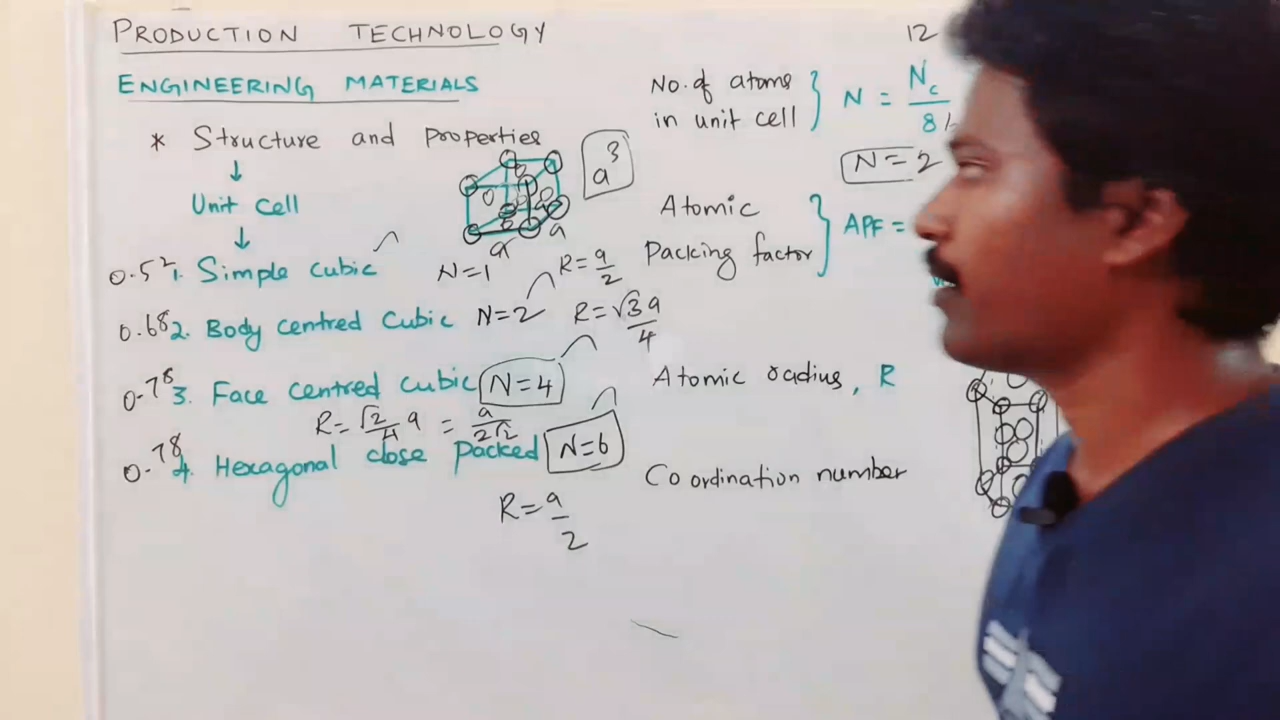 PRODUCTION TECHNOLOGY
12
ENGINEERING MATERIALS
* Structure and Properties
Unit Cell
a³
a
a
0.52 1. Simple Cubic N=1 R=a/2
0.68 2. Body centred Cubic N=2 R=√3a/4
0.78 3. Face centred Cubic N=4
R=√2/4 a = a/2√2
0.78 4. Hexagonal close packed N=6
R=a/2
No. of atoms
in unit cell } N = Nc/8
N=2
Atomic
Packing factor } APF =
Atomic radius, R
Coordination number